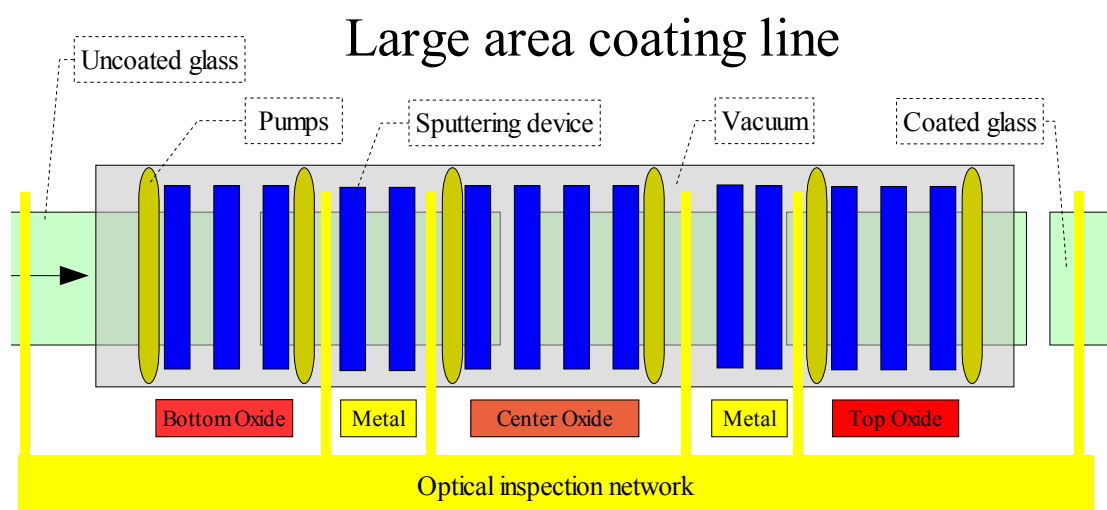 Large area coating line
Uncoated glass
Pumps
Sputtering device
Vacuum
Coated glass
Bottom Oxide
Metal
Center Oxide
Metal
Top Oxide
Optical inspection network